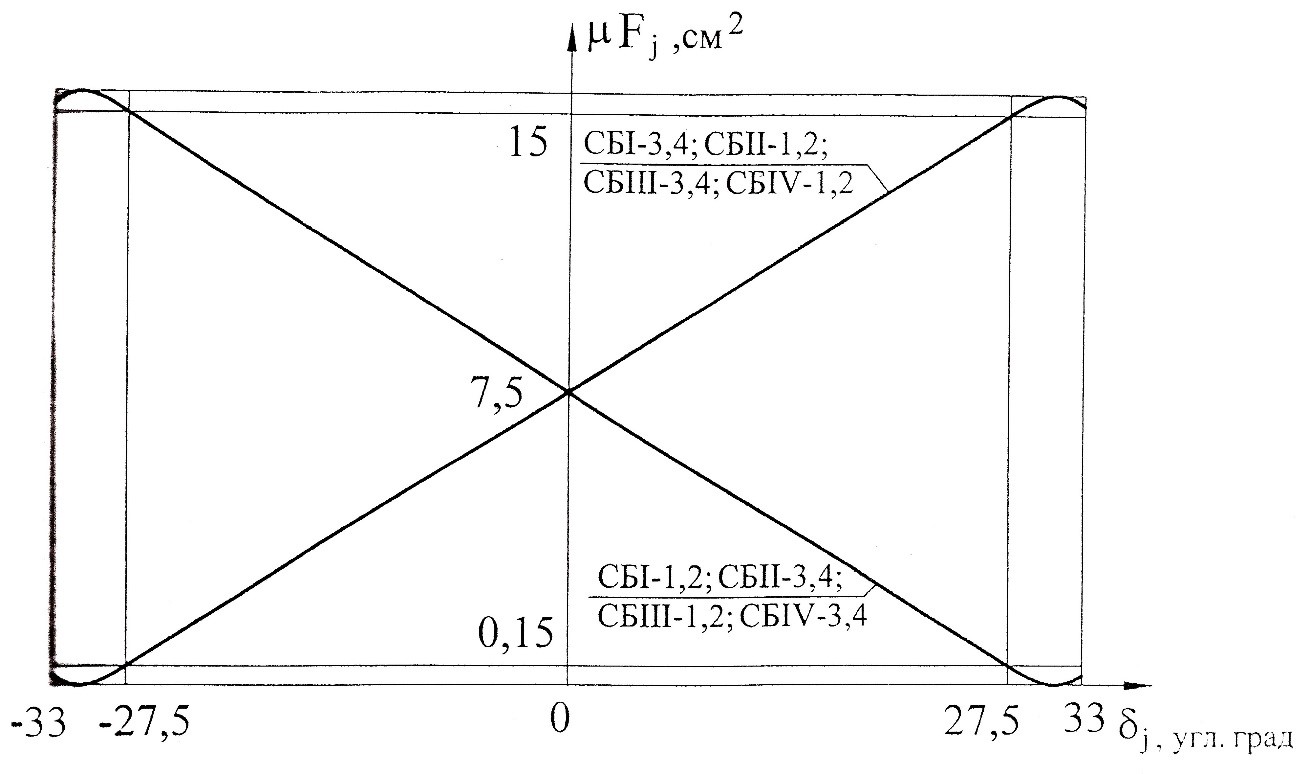 μFj ,см2
15
СБI-3,4; СБII-1,2;
СБIII-3,4; СБIV-1,2
7,5
СБI-1,2; СБII-3,4;
СБIII-1,2; СБIV-3,4
0,15
-33 -27,5 0 27,5 33 δj, угл. град